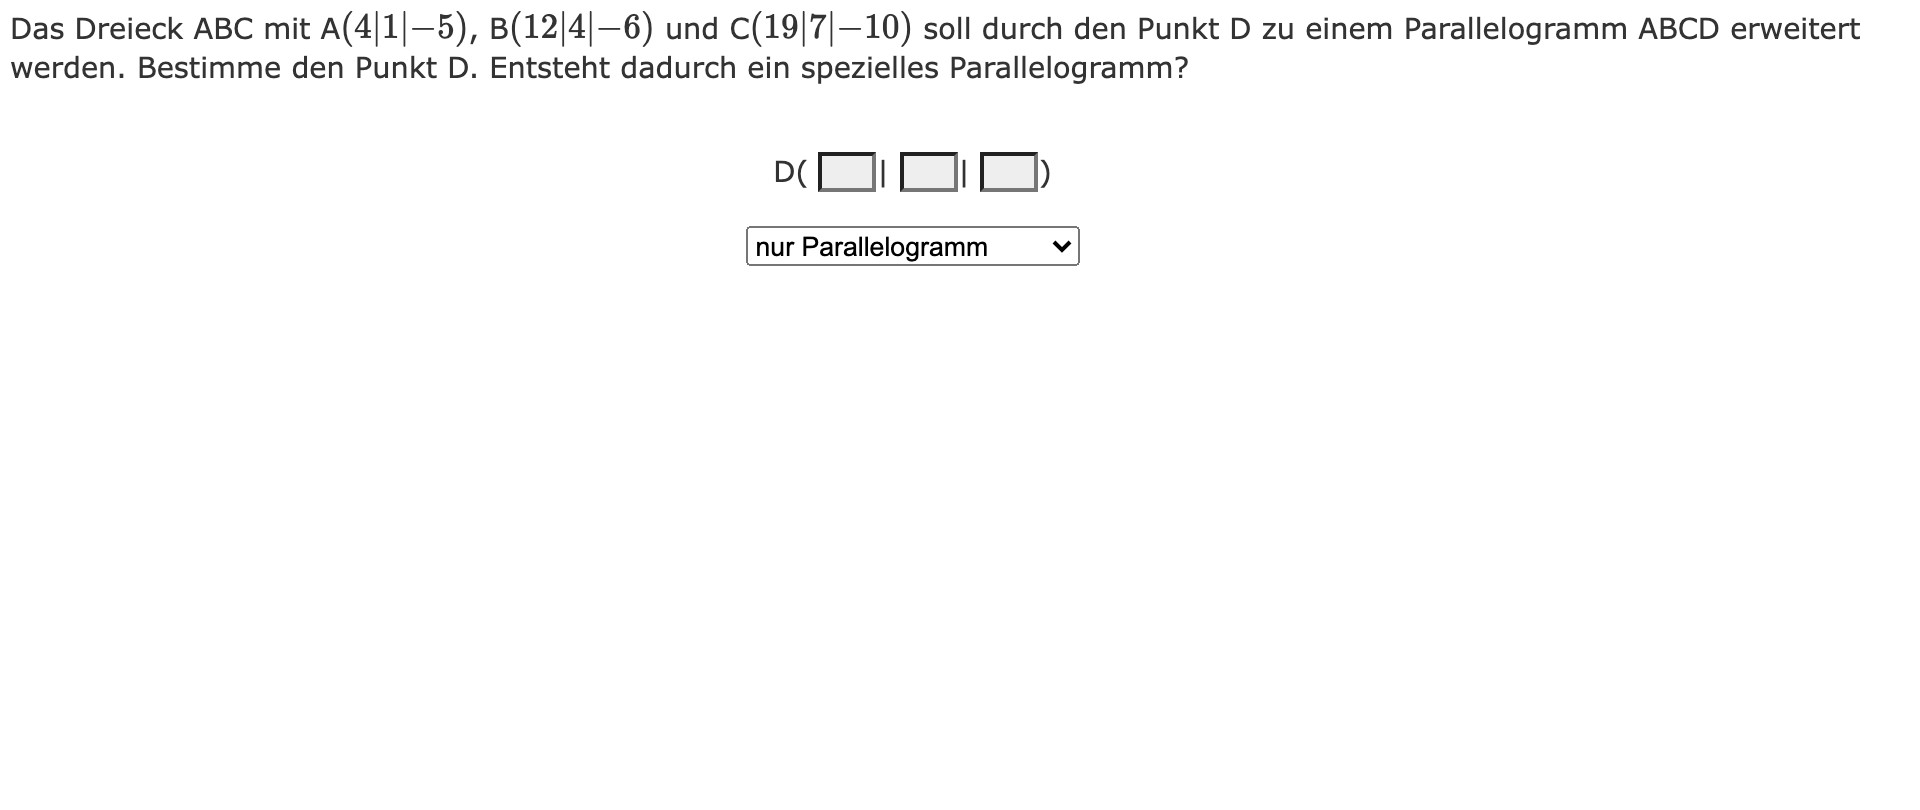 Das Dreieck ABC mit A(4|1|−5), B(12|4|−6) und C(19|7|−10) soll durch den Punkt D zu einem Parallelogramm ABCD erweitert
werden. Bestimme den Punkt D. Entsteht dadurch ein spezielles Parallelogramm?
D( | | )
nur Parallelogramm